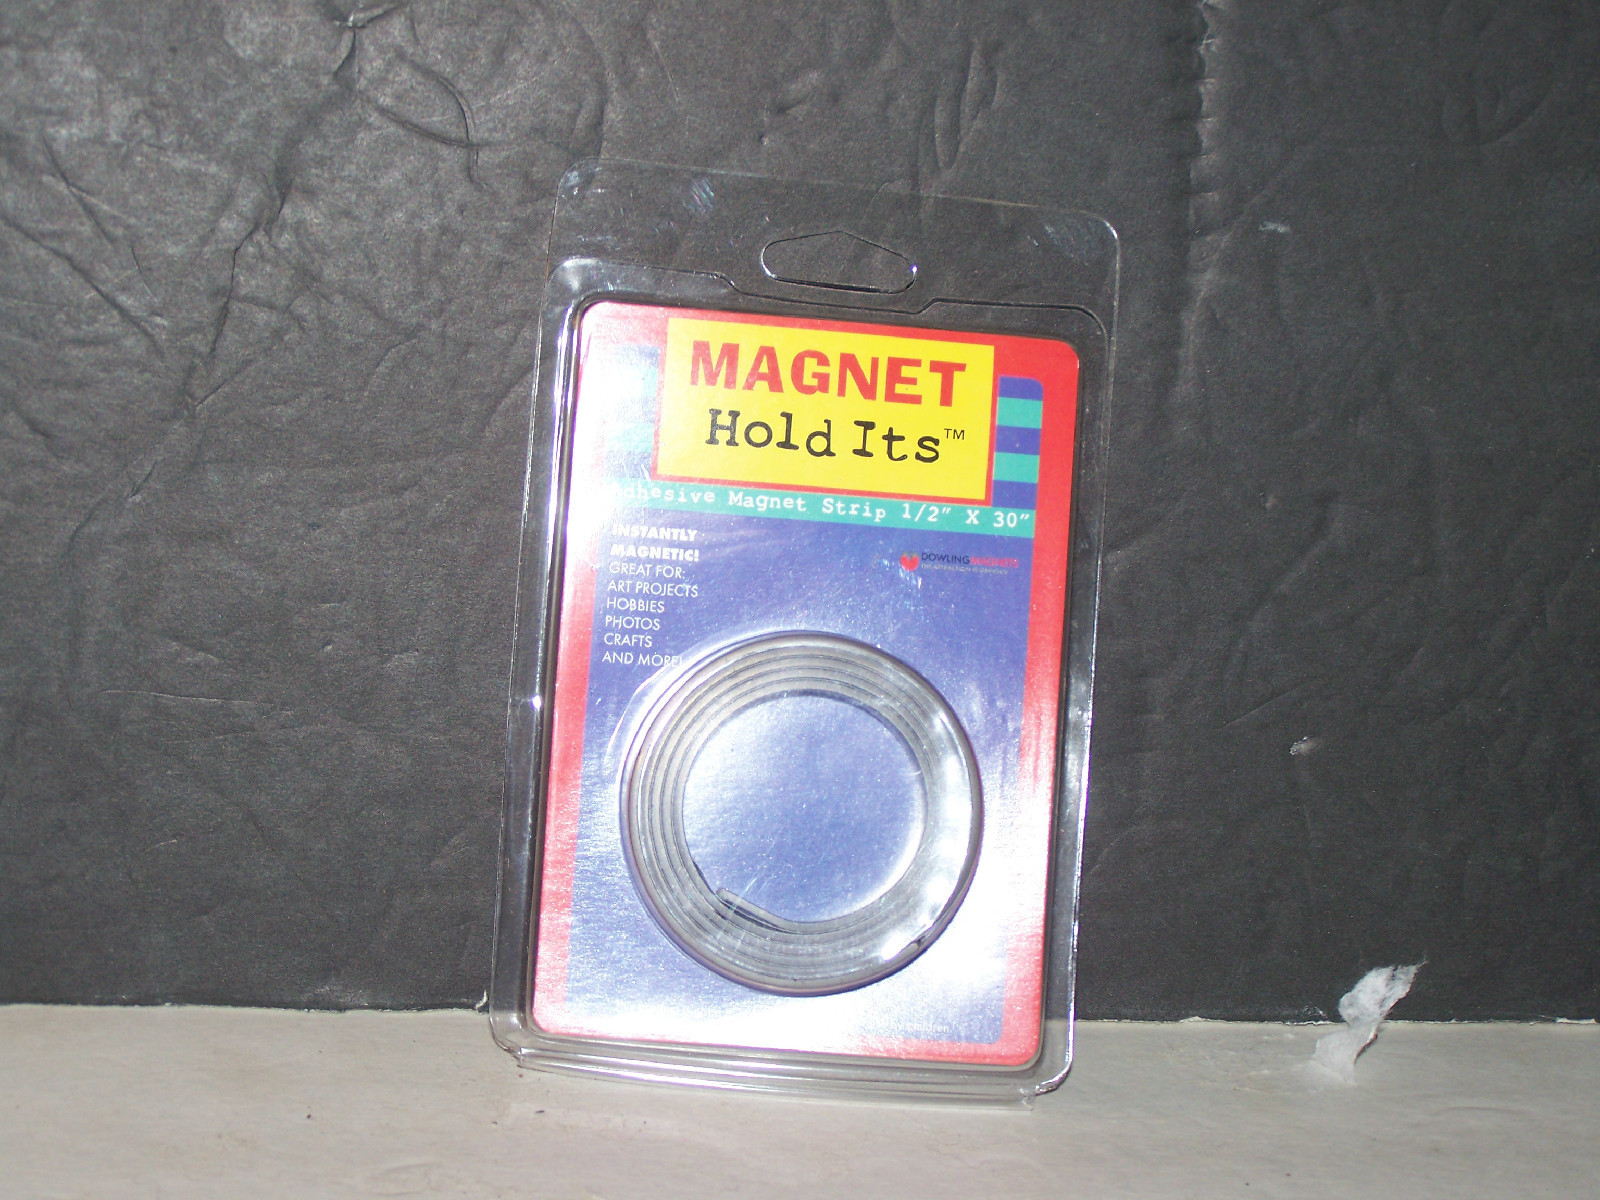 MAGNET
Hold Its™
Adhesive Magnet Strip 1/2" X 30"
INSTANTLY
MAGNETIC!
GREAT FOR:
ART PROJECTS
HOBBIES
PHOTOS
CRAFTS
AND MORE!
DOWLING MAGNETS
children